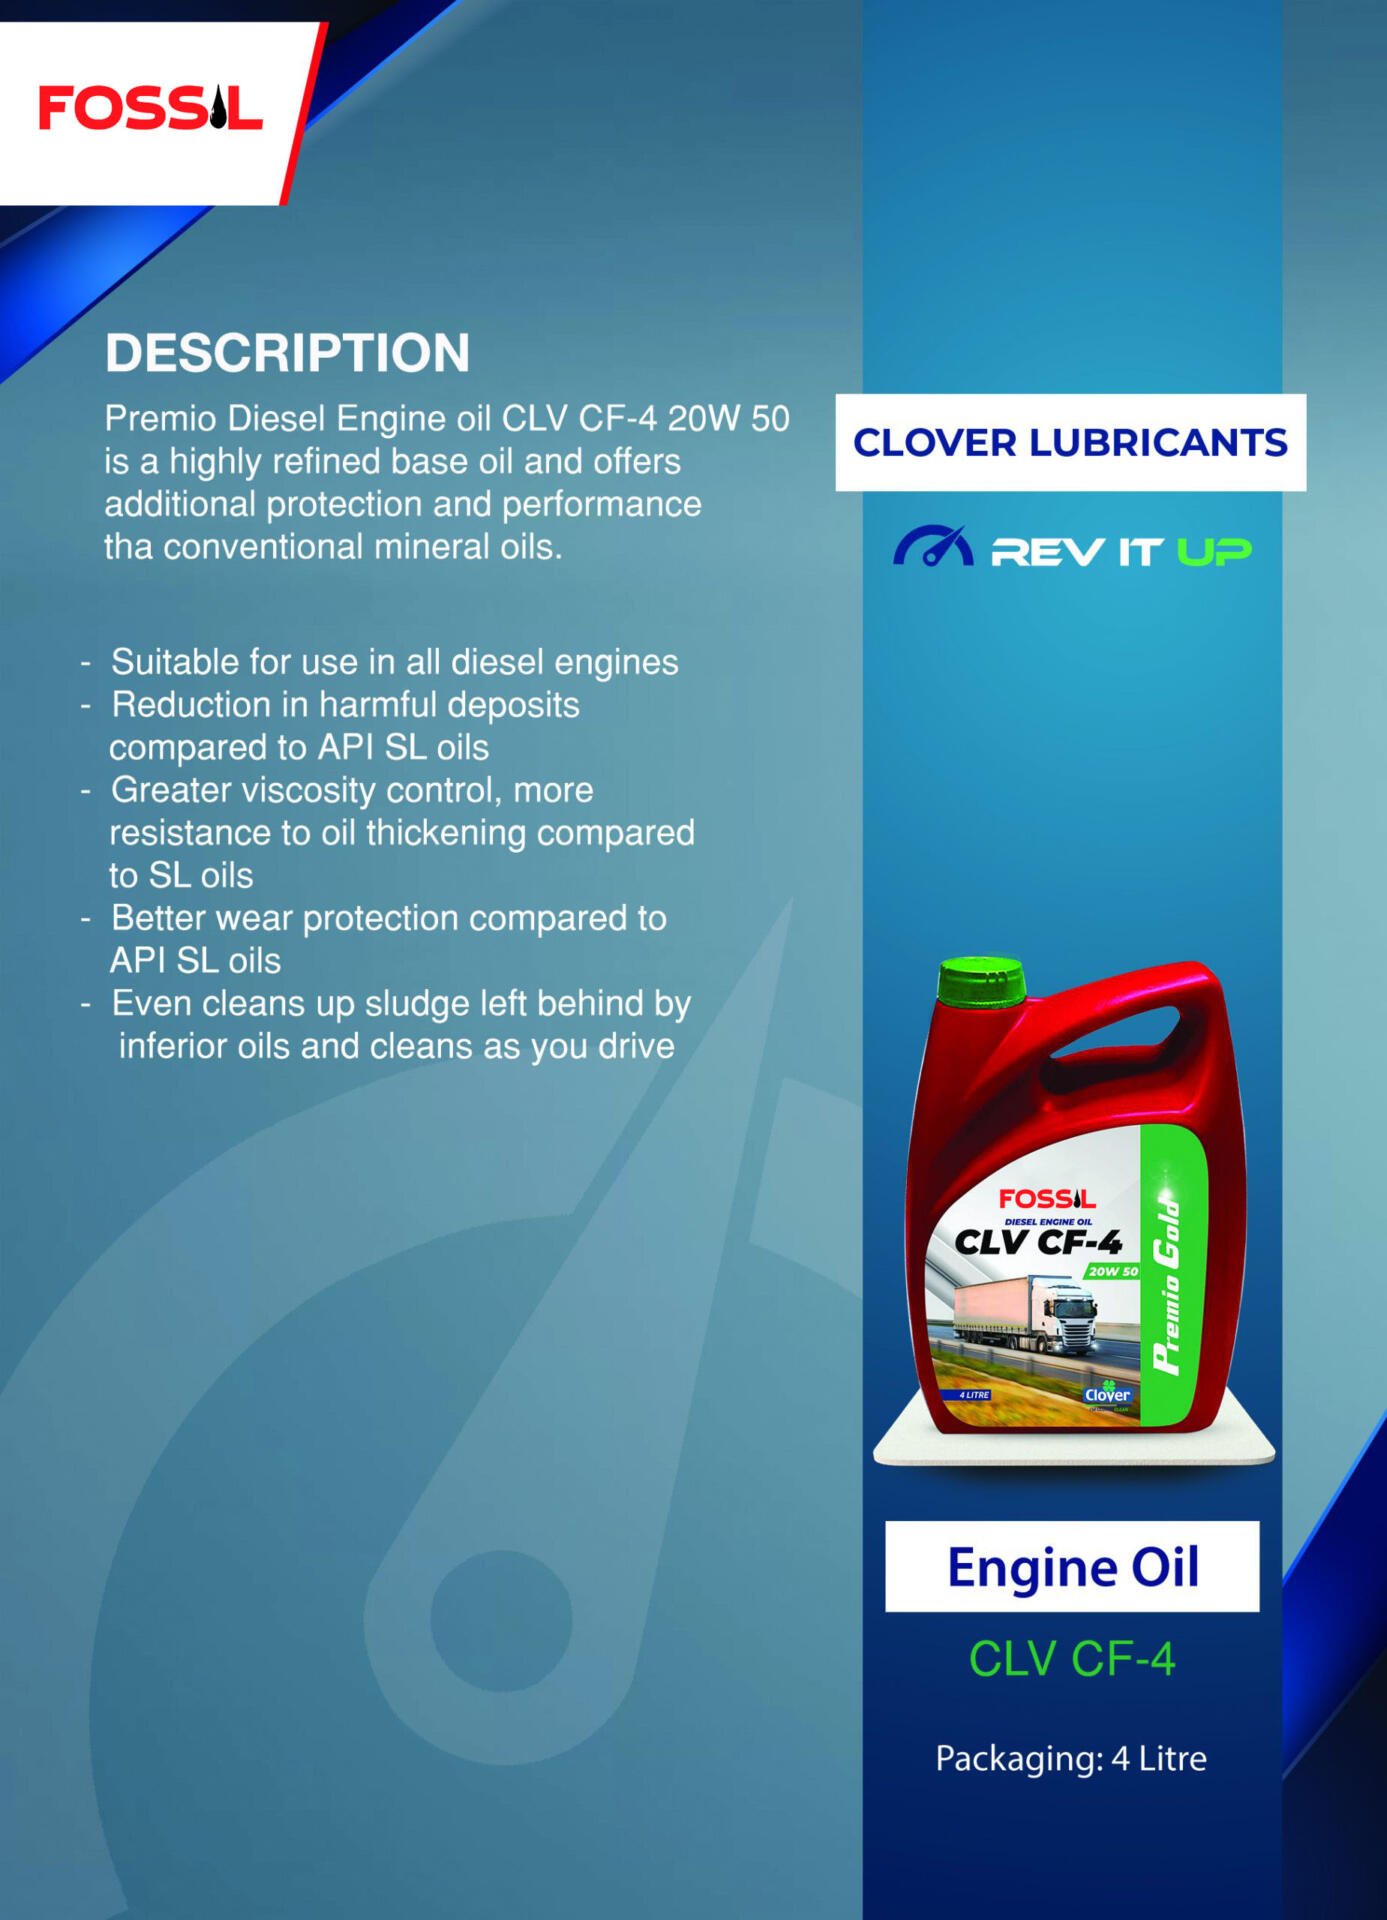 FOSSIL
DESCRIPTION
Premio Diesel Engine oil CLV CF-4 20W 50
is a highly refined base oil and offers
additional protection and performance
tha conventional mineral oils.
- Suitable for use in all diesel engines
- Reduction in harmful deposits
compared to API SL oils
- Greater viscosity control, more
resistance to oil thickening compared
to SL oils
- Better wear protection compared to
API SL oils
- Even cleans up sludge left behind by
inferior oils and cleans as you drive
CLOVER LUBRICANTS
REV IT UP
FOSSIL
DIESEL ENGINE OIL
CLV CF-4
20W 50
Premio Gold
4 LITRE
Clover
Engine Oil
CLV CF-4
Packaging: 4 Litre